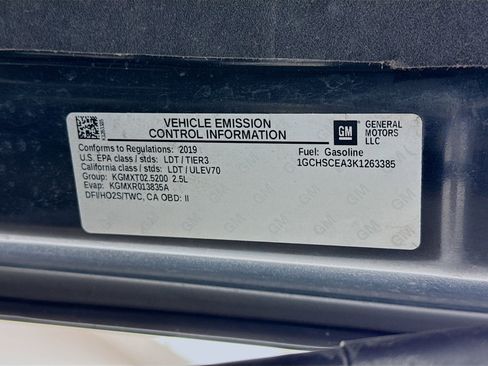 VEHICLE EMISSION
CONTROL INFORMATION
GM
GENERAL
MOTORS
LLC
Conforms to Regulations: 2019
U.S. EPA class / stds: LDT / TIER3
California class / stds: LDT / ULEV70
Group: KGMXT02.5200 2.5L
Evap: KGMXR013835A
DFI/HO2S/TWC, CA OBD: II
Fuel: Gasoline
1GCHSCEA3K1263385